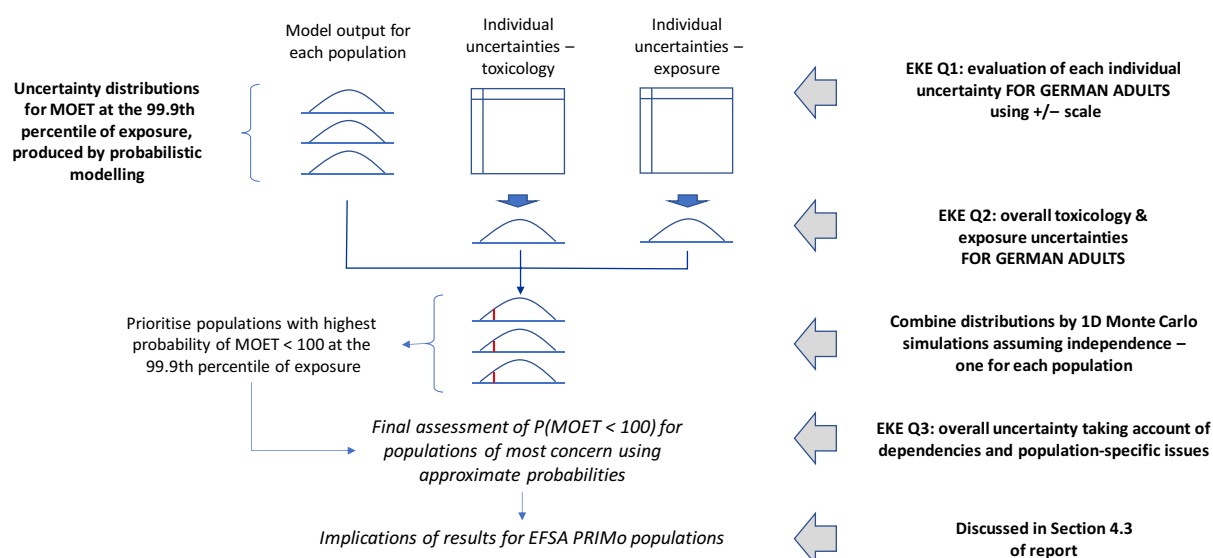 Model output for
each population
Individual
uncertainties –
toxicology
Individual
uncertainties –
exposure
Uncertainty distributions
for MOET at the 99.9th
percentile of exposure,
produced by probabilistic
modelling
EKE Q1: evaluation of each individual
uncertainty FOR GERMAN ADULTS
using +/– scale
EKE Q2: overall toxicology &
exposure uncertainties
FOR GERMAN ADULTS
Prioritise populations with highest
probability of MOET < 100 at the
99.9th percentile of exposure
Combine distributions by 1D Monte Carlo
simulations assuming independence –
one for each population
Final assessment of P(MOET < 100) for
populations of most concern using
approximate probabilities
EKE Q3: overall uncertainty taking account of
dependencies and population-specific issues
Implications of results for EFSA PRIMo populations
Discussed in Section 4.3
of report